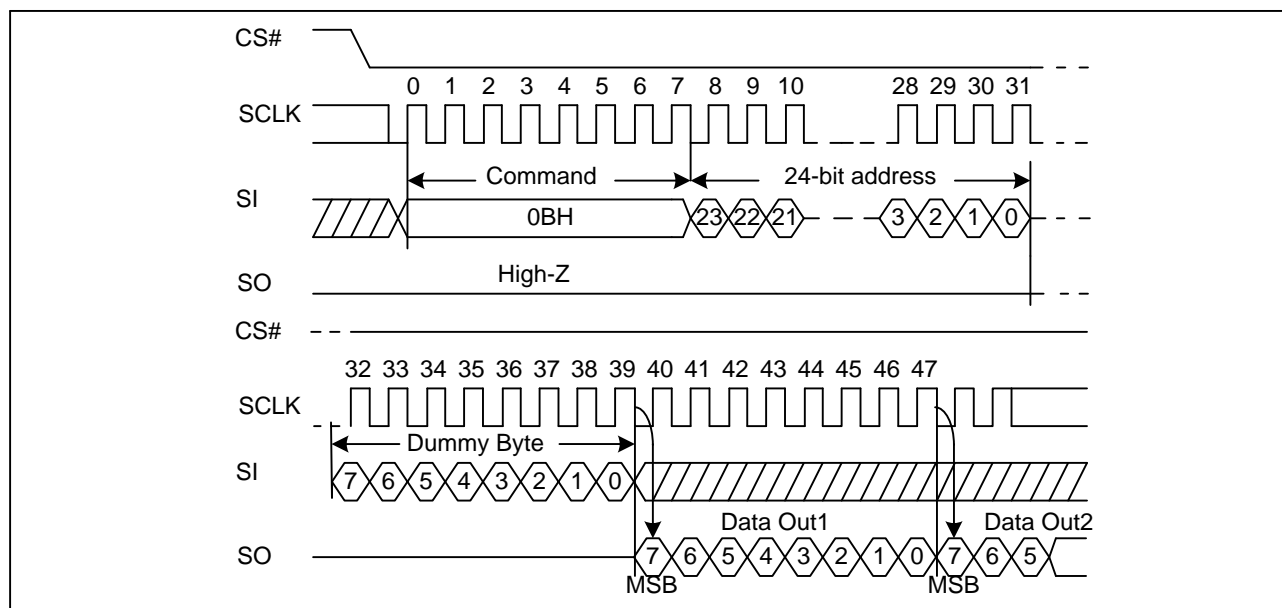 CS#
0 1 2 3 4 5 6 7 8 9 10 28 29 30 31
SCLK
Command 24-bit address
SI
0BH 23 22 21 3 2 1 0
High-Z
SO
CS#
32 33 34 35 36 37 38 39 40 41 42 43 44 45 46 47
SCLK
Dummy Byte
SI
7 6 5 4 3 2 1 0
Data Out1 Data Out2
SO
7 6 5 4 3 2 1 0 7 6 5
MSB MSB